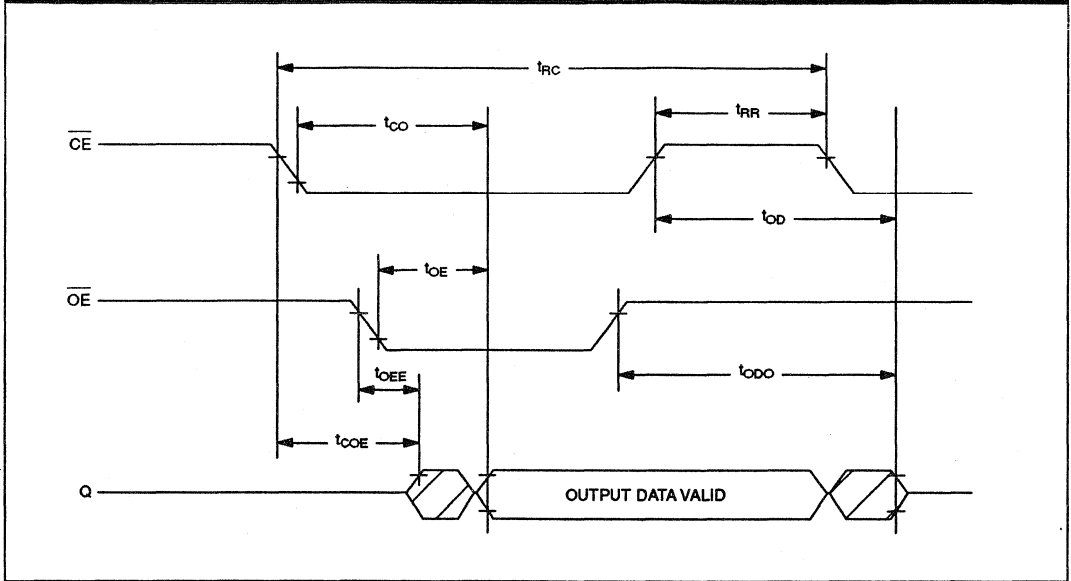 tRC
tCO
tRR
CE
tOD
tOE
OE
tOEE
tODO
tCOE
Q
OUTPUT DATA VALID